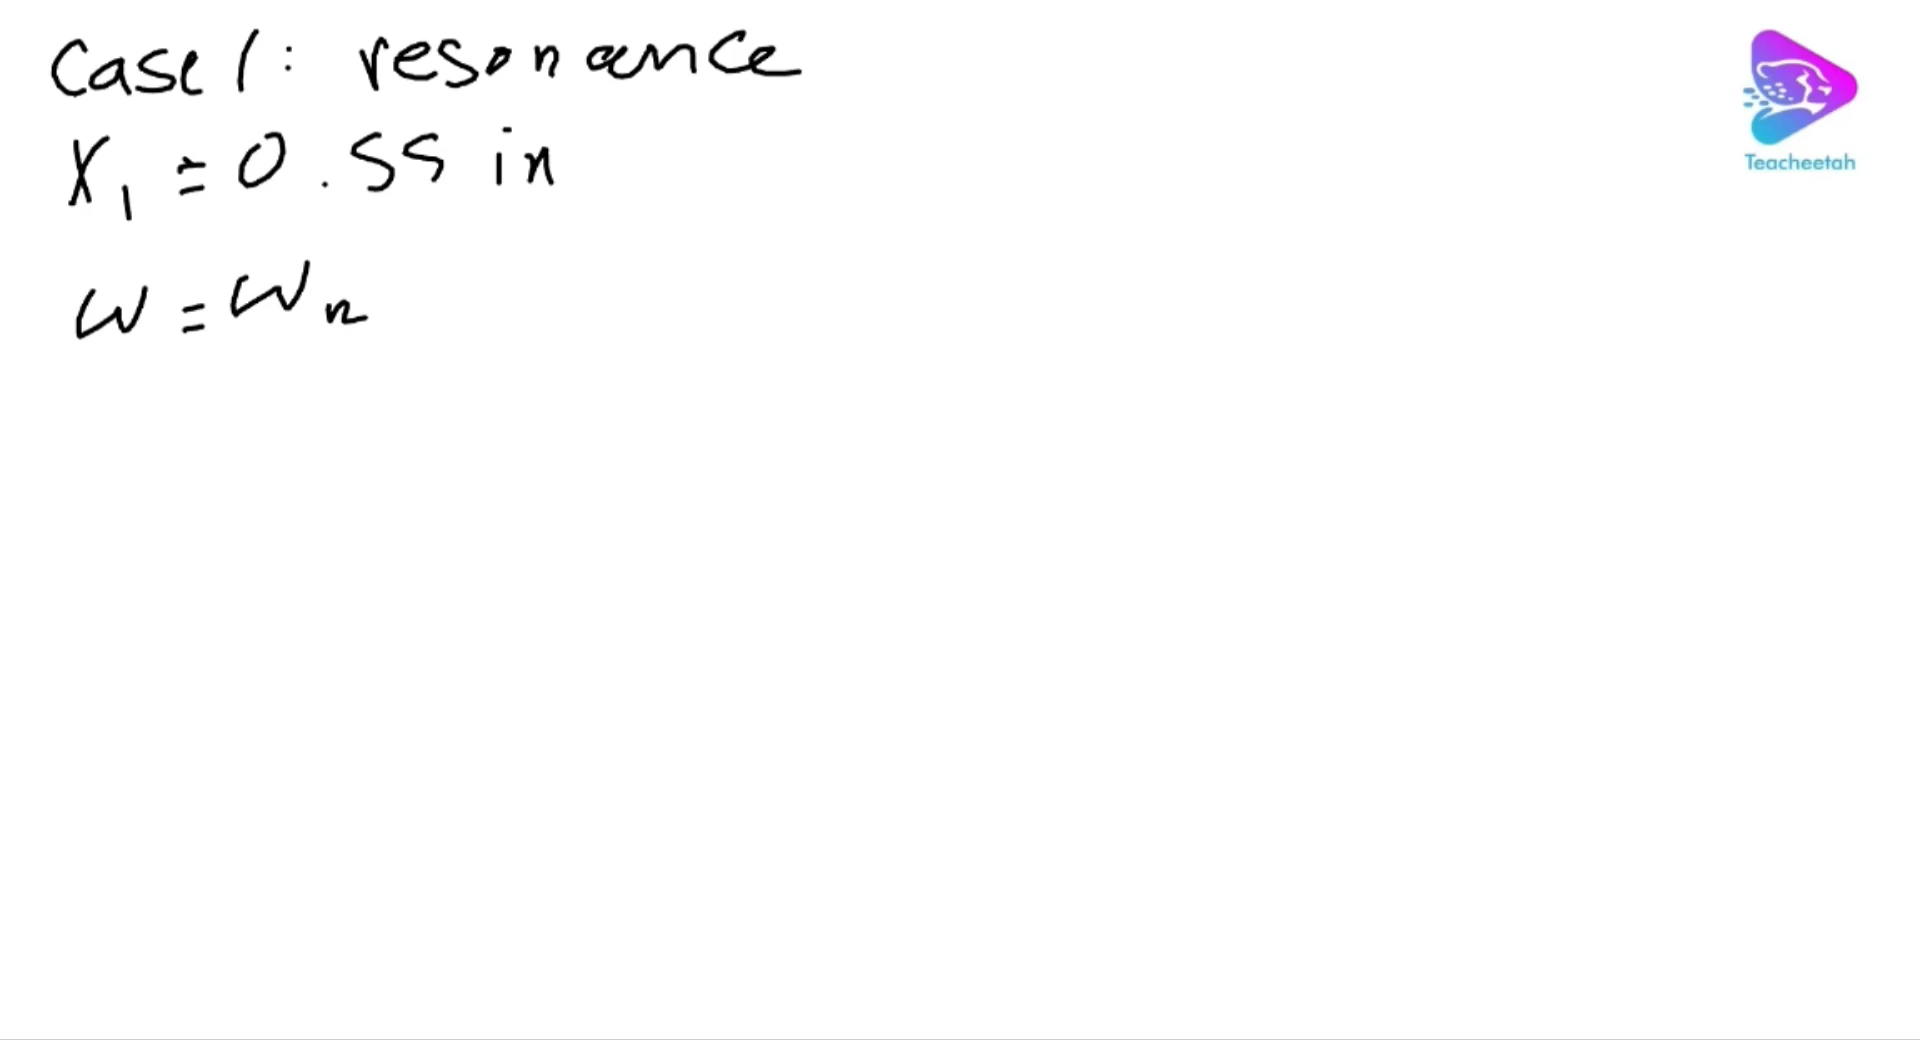 Case 1: resonance
X₁ = 0.55 in
ω = ωₙ
Teacheetah